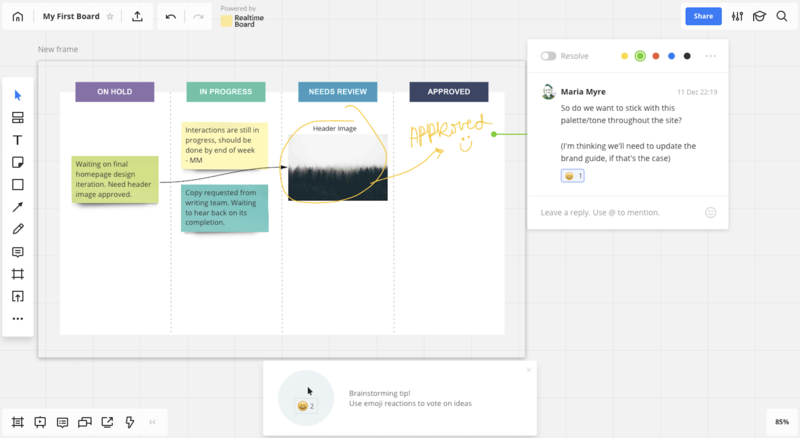 My First Board
Powered by
Realtime
Board
Share
New frame
ON HOLD
IN PROGRESS
NEEDS REVIEW
APPROVED
Waiting on final
homepage design
iteration. Need header
image approved.
Interactions are still in
progress, should be
done by end of week
- MM
Copy requested from
writing team. Waiting
to hear back on its
completion.
Header Image
APProved
Resolve
Maria Myre
11 Dec 22:19
So do we want to stick with this
palette/tone throughout the site?
(I'm thinking we'll need to update the
brand guide, if that's the case)
1
Leave a reply. Use @ to mention.
2
Brainstorming tip!
Use emoji reactions to vote on ideas
85%